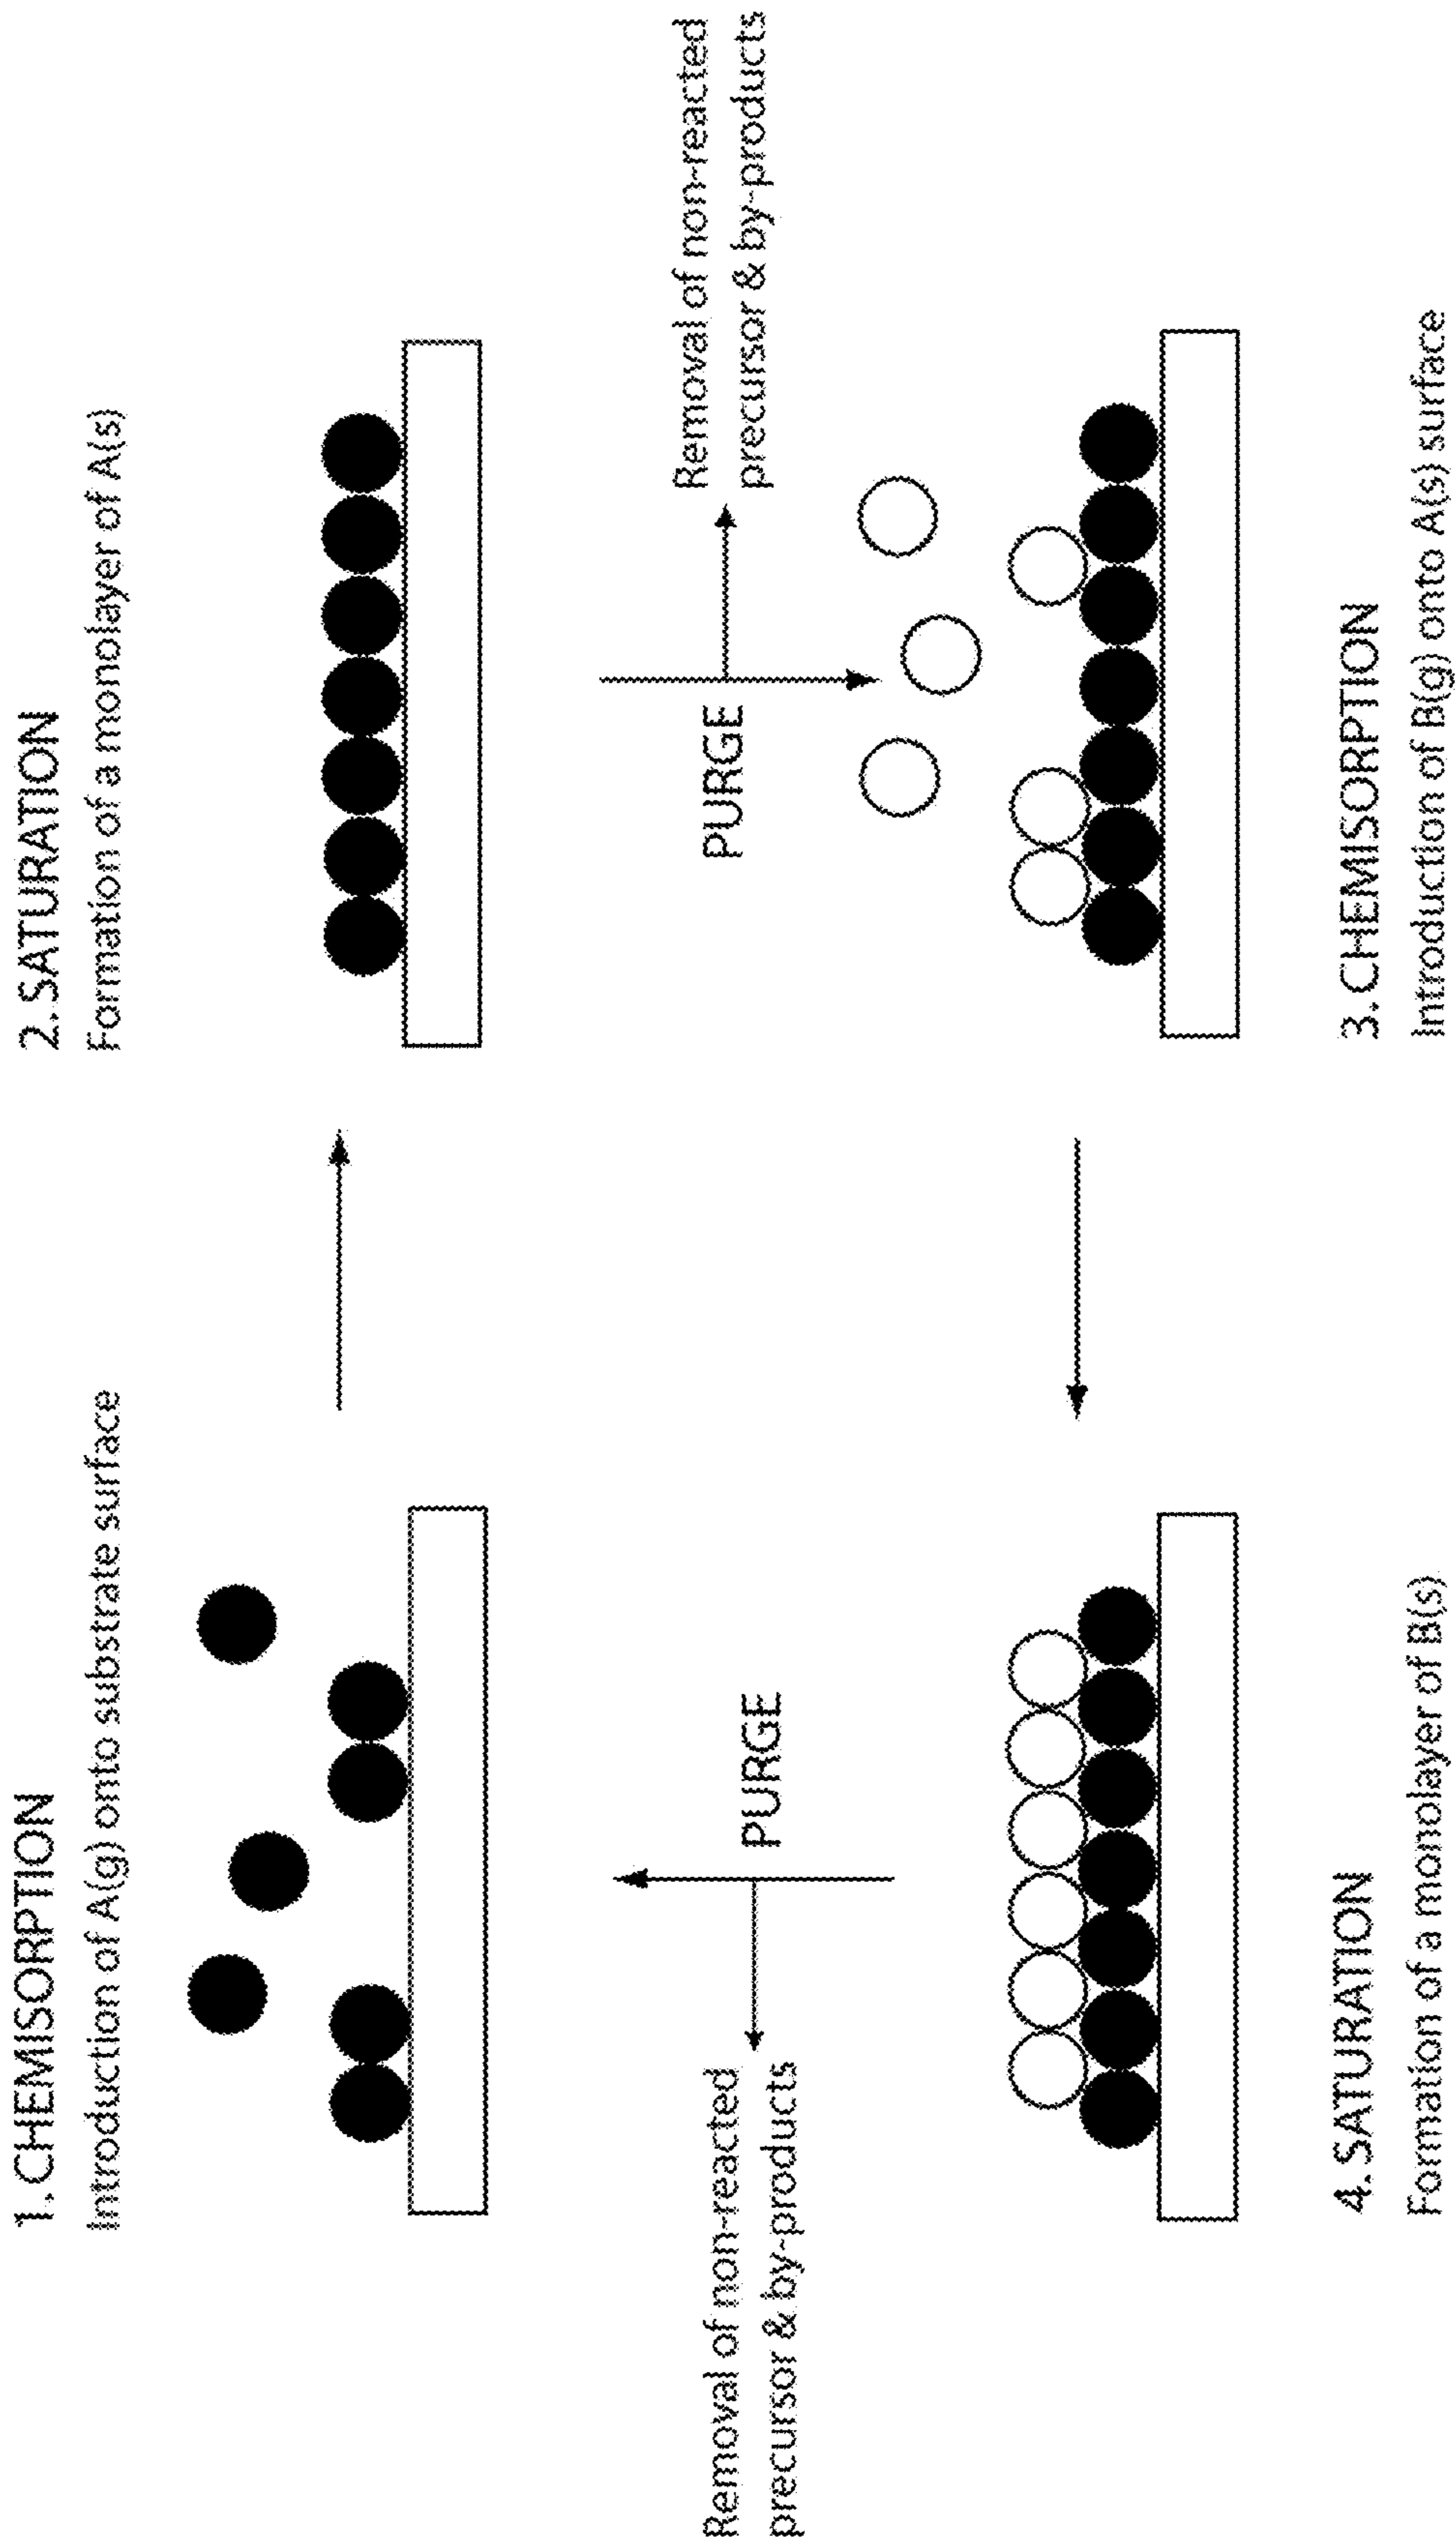 1. CHEMISORPTION
Introduction of A(g) onto substrate surface
2. SATURATION
Formation of a monolayer of A(s)
PURGE
Removal of non-reacted
precursor & by-products
3. CHEMISORPTION
Introduction of B(g) onto A(s) surface
4. SATURATION
Formation of a monolayer of B(s)
PURGE
Removal of non-reacted
precursor & by-products